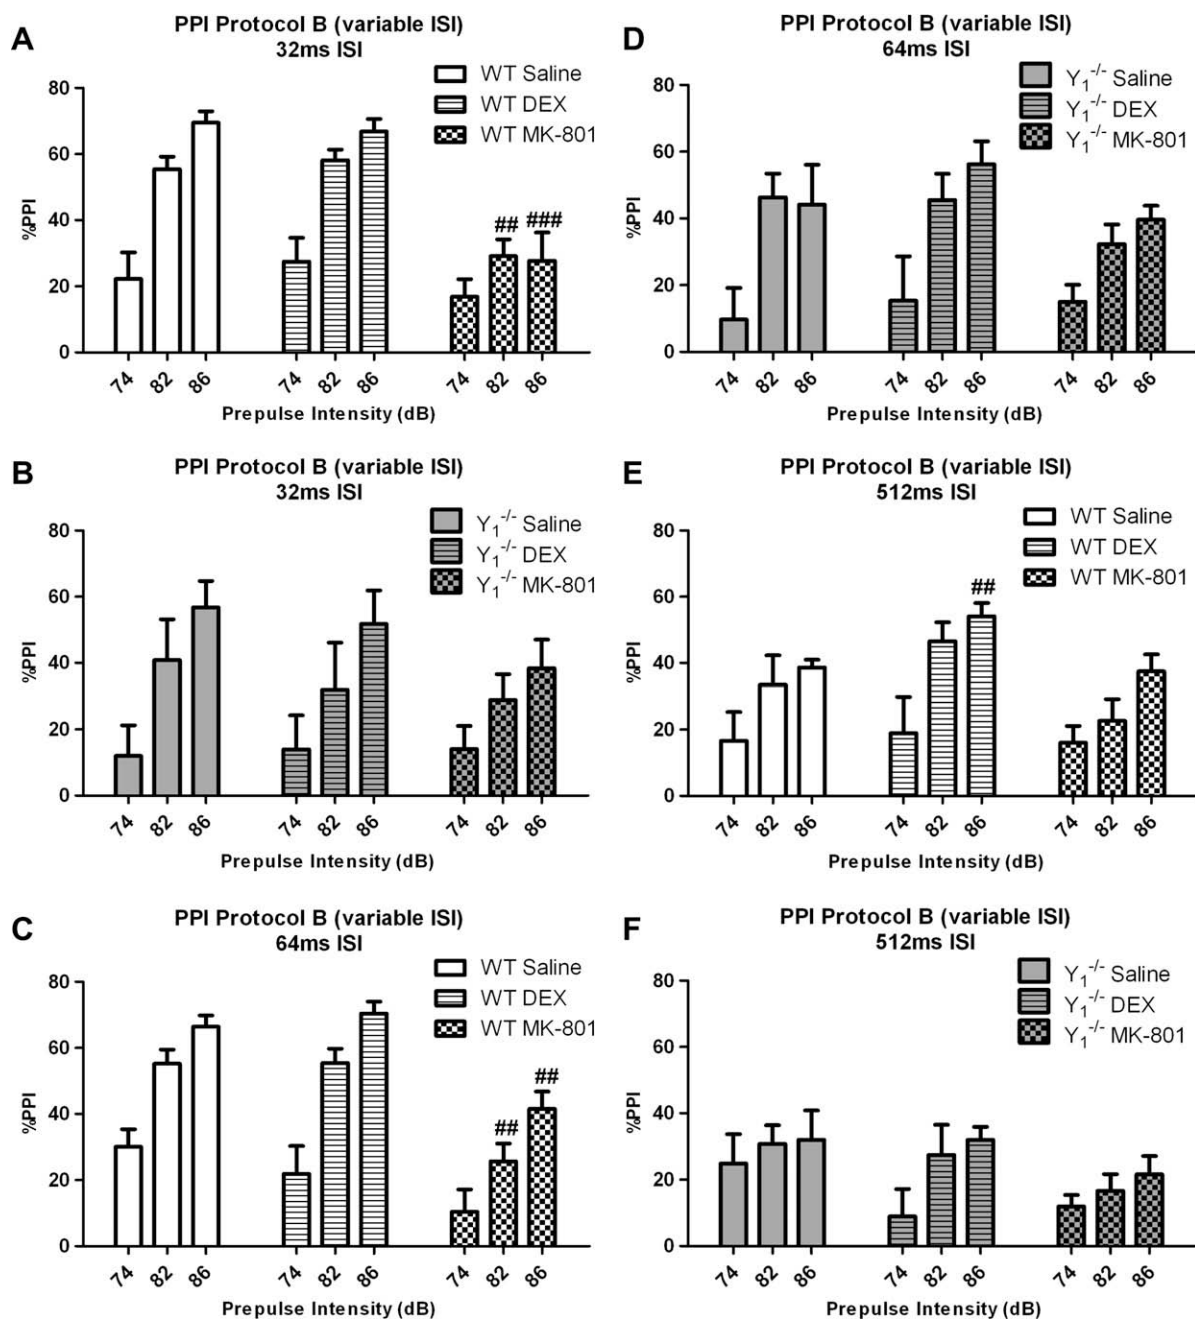 A
PPI Protocol B (variable ISI)
32ms ISI
WT Saline
WT DEX
WT MK-801
%PPI
80
60
40
20
0
## ###
74 82 86 74 82 86 74 82 86
Prepulse Intensity (dB)
B
PPI Protocol B (variable ISI)
32ms ISI
Y₁⁻/⁻ Saline
Y₁⁻/⁻ DEX
Y₁⁻/⁻ MK-801
%PPI
80
60
40
20
0
74 82 86 74 82 86 74 82 86
Prepulse Intensity (dB)
C
PPI Protocol B (variable ISI)
64ms ISI
WT Saline
WT DEX
WT MK-801
%PPI
80
60
40
20
0
## ##
74 82 86 74 82 86 74 82 86
Prepulse Intensity (dB)
D
PPI Protocol B (variable ISI)
64ms ISI
Y₁⁻/⁻ Saline
Y₁⁻/⁻ DEX
Y₁⁻/⁻ MK-801
%PPI
80
60
40
20
0
74 82 86 74 82 86 74 82 86
Prepulse Intensity (dB)
E
PPI Protocol B (variable ISI)
512ms ISI
WT Saline
WT DEX
WT MK-801
%PPI
80
60
40
20
0
##
74 82 86 74 82 86 74 82 86
Prepulse Intensity (dB)
F
PPI Protocol B (variable ISI)
512ms ISI
Y₁⁻/⁻ Saline
Y₁⁻/⁻ DEX
Y₁⁻/⁻ MK-801
%PPI
80
60
40
20
0
74 82 86 74 82 86 74 82 86
Prepulse Intensity (dB)